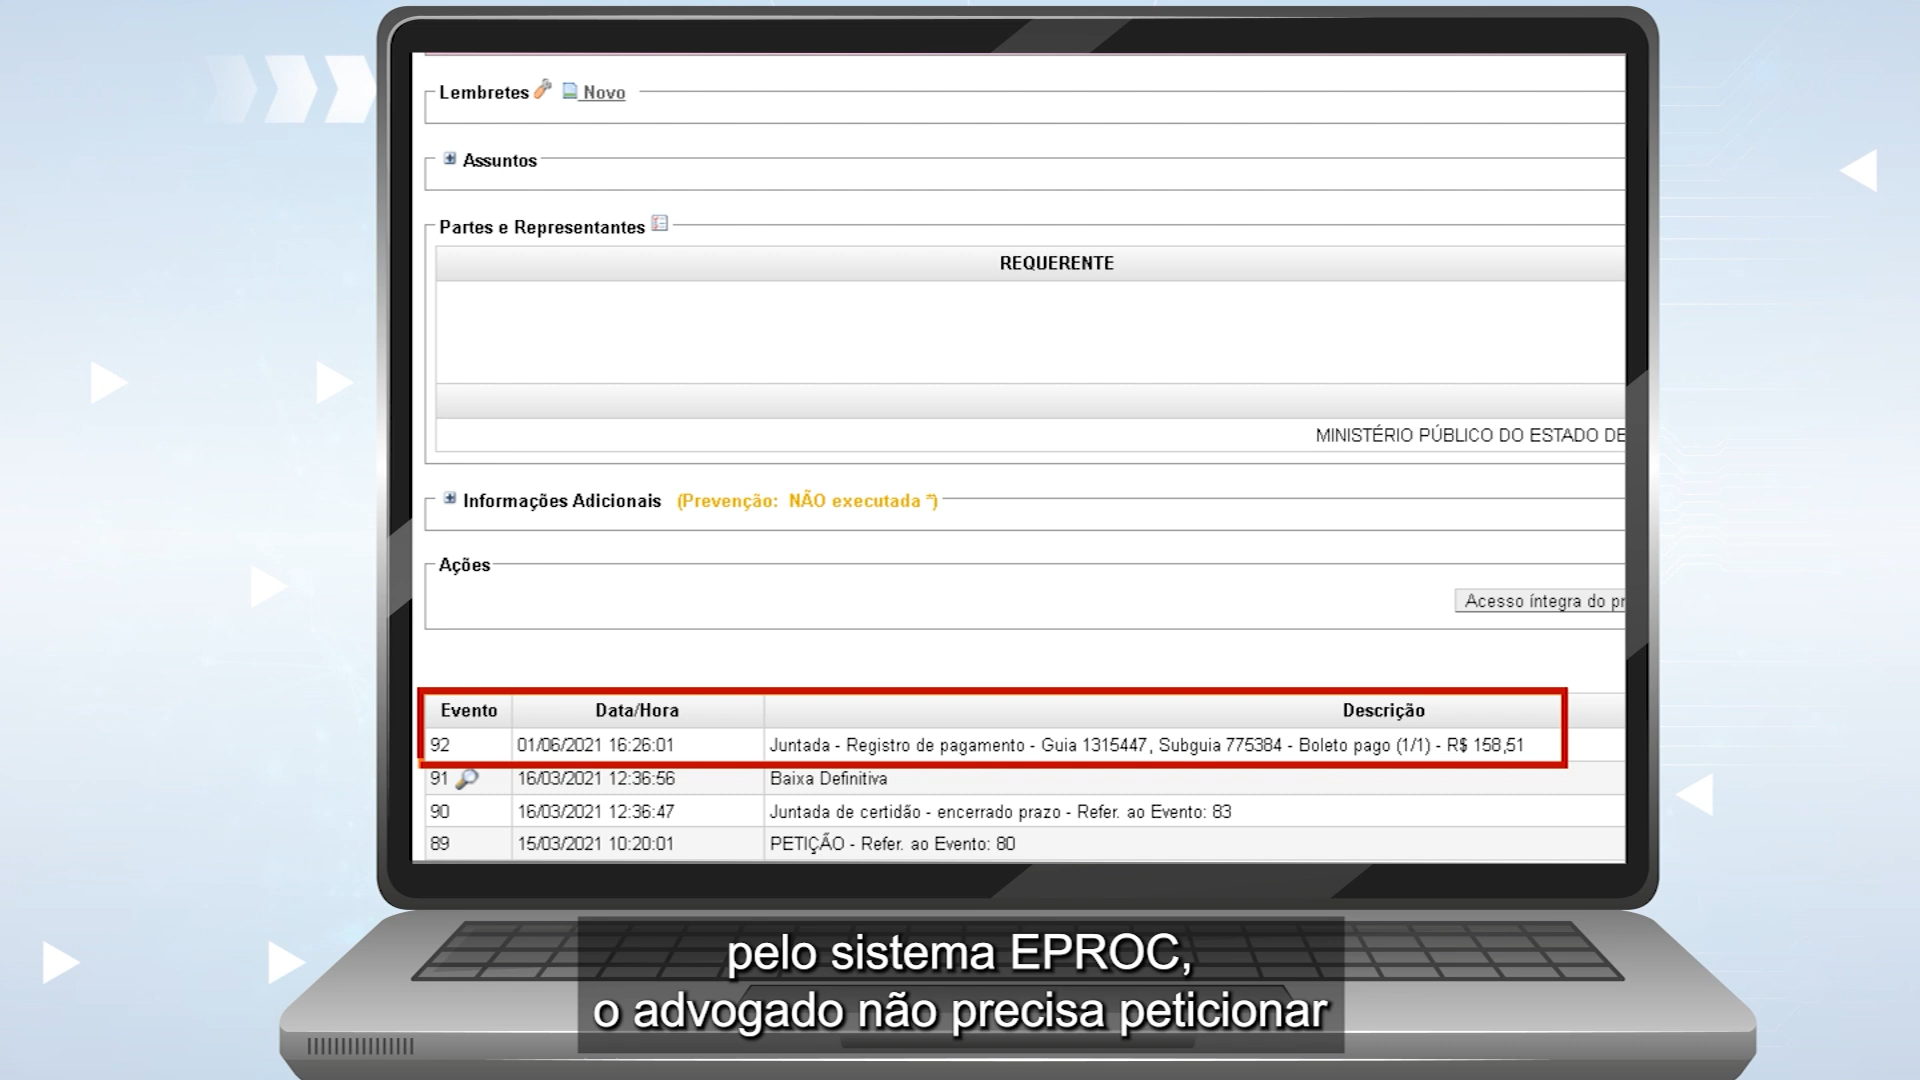 Lembretes Novo
Assuntos
Partes e Representantes
REQUERENTE
MINISTÉRIO PÚBLICO DO ESTADO DE
Informações Adicionais (Prevenção: NÃO executada *)
Ações
Acesso íntegra do pr
Evento Data/Hora Descrição
92 01/06/2021 16:26:01 Juntada - Registro de pagamento - Guia 1315447, Subguia 775384 - Boleto pago (1/1) - R$ 158,51
91 16/03/2021 12:36:56 Baixa Definitiva
90 16/03/2021 12:36:47 Juntada de certidão - encerrado prazo - Refer. ao Evento: 83
89 15/03/2021 10:20:01 PETIÇÃO - Refer. ao Evento: 80
pelo sistema EPROC,
o advogado não precisa peticionar